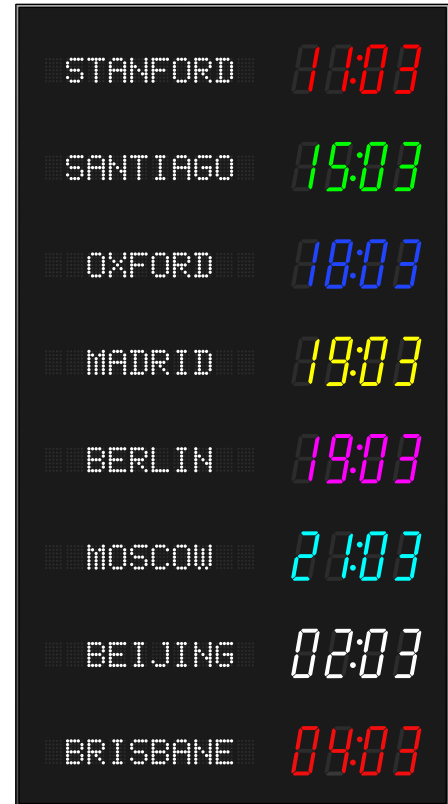 STANFORD 11:03
SANTIAGO 15:03
OXFORD 18:03
MADRID 19:03
BERLIN 19:03
MOSCOW 21:03
BEIJING 02:03
BRISBANE 04:03